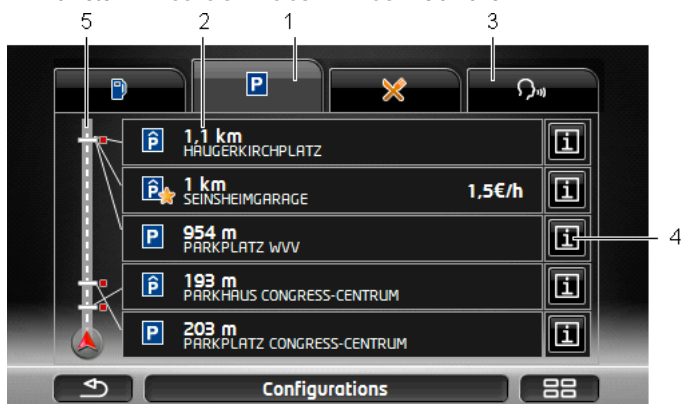 5 2 1 3
P
1,1 km
HAUGERKIRCHPLATZ
1 km
SEINSHEIMGARAGE
1,5€/h
P
954 m
PARKPLATZ WVV
4
193 m
PARKHAUS CONGRESS-CENTRUM
P
203 m
PARKPLATZ CONGRESS-CENTRUM
Configurations